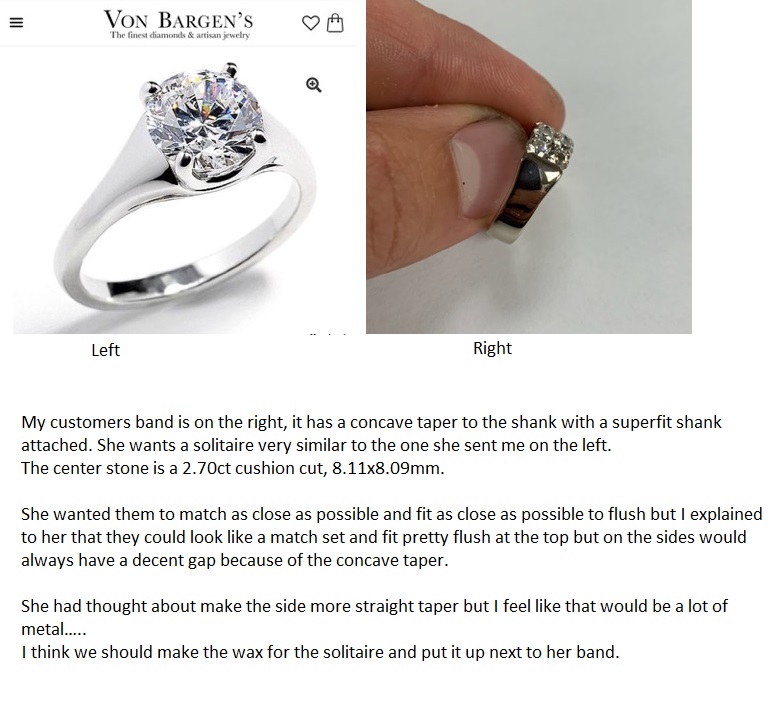 VON BARGEN'S
The finest diamonds & artisan jewelry
Left
Right
My customers band is on the right, it has a concave taper to the shank with a superfit shank
attached. She wants a solitaire very similar to the one she sent me on the left.
The center stone is a 2.70ct cushion cut, 8.11x8.09mm.
She wanted them to match as close as possible and fit as close as possible to flush but I explained
to her that they could look like a match set and fit pretty flush at the top but on the sides would
always have a decent gap because of the concave taper.
She had thought about make the side more straight taper but I feel like that would be a lot of
metal.....
I think we should make the wax for the solitaire and put it up next to her band.